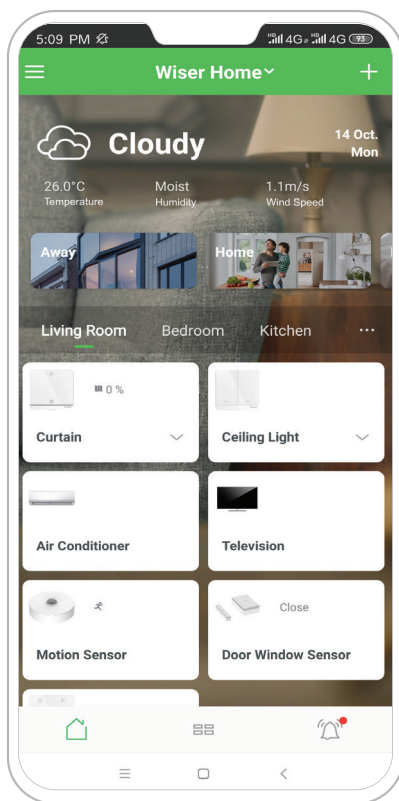 5:09 PM
HD 4G HD 4G 93
Wiser Home
Cloudy
14 Oct.
Mon
26.0°C
Moist
1.1m/s
Temperature
Humidity
Wind Speed
Away
Home
Living Room
Bedroom
Kitchen
...
0 %
Curtain
Ceiling Light
Air Conditioner
Television
Close
Motion Sensor
Door Window Sensor